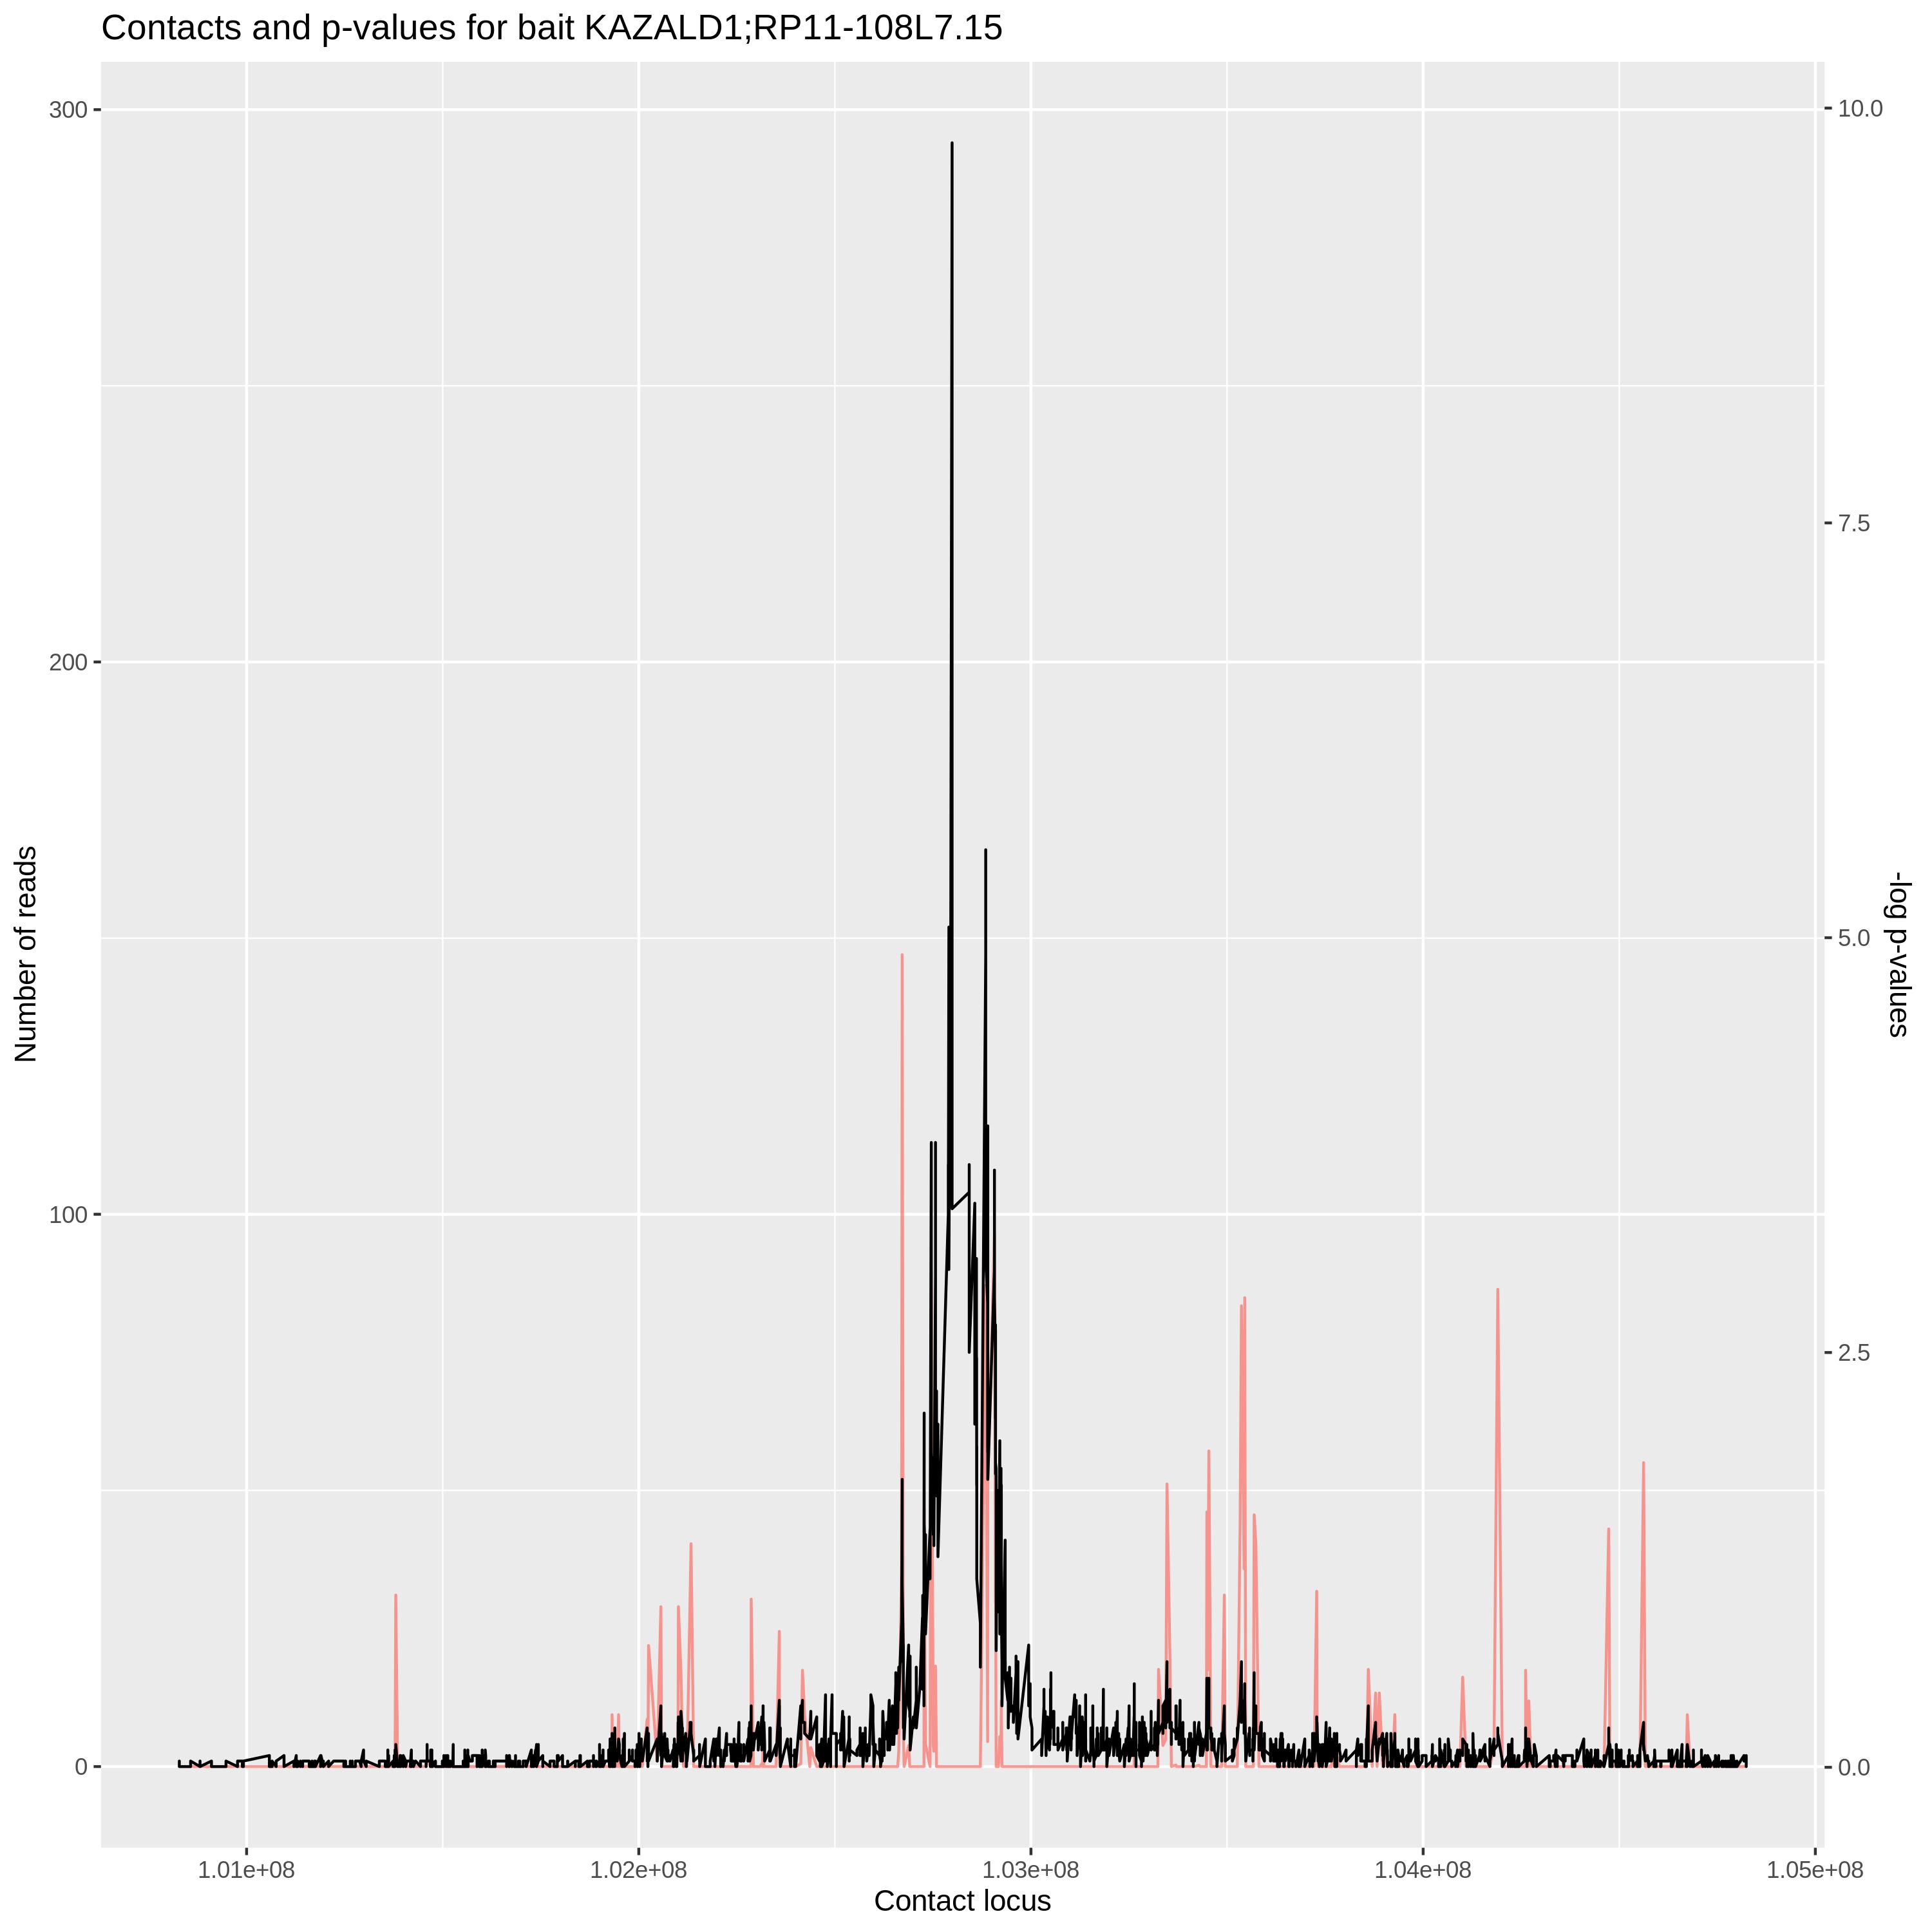 Contacts and p-values for bait KAZALD1;RP11-108L7.15
300
200
100
0
Number of reads
10.0
7.5
5.0
2.5
0.0
-log p-values
1.01e+08 1.02e+08 1.03e+08 1.04e+08 1.05e+08
Contact locus